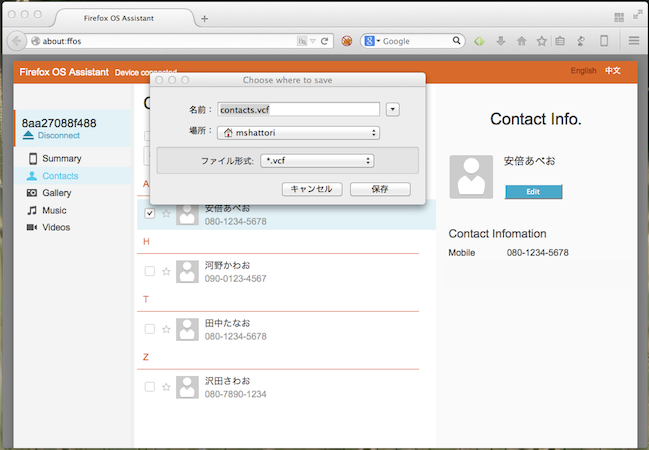 Firefox OS Assistant
about:ffos
Google
Firefox OS Assistant Device connected
English 中文
Choose where to save
名前： contacts.vcf
場所： mshattori
ファイル形式: *.vcf
キャンセル 保存
8aa27088f488
Disconnect
Summary
Contacts
Gallery
Music
Videos
A
安倍あべお
080-1234-5678
H
河野かわお
090-0123-4567
T
田中たなお
080-1234-5678
Z
沢田さわお
080-7890-1234
Contact Info.
安倍あべお
Edit
Contact Infomation
Mobile 080-1234-5678